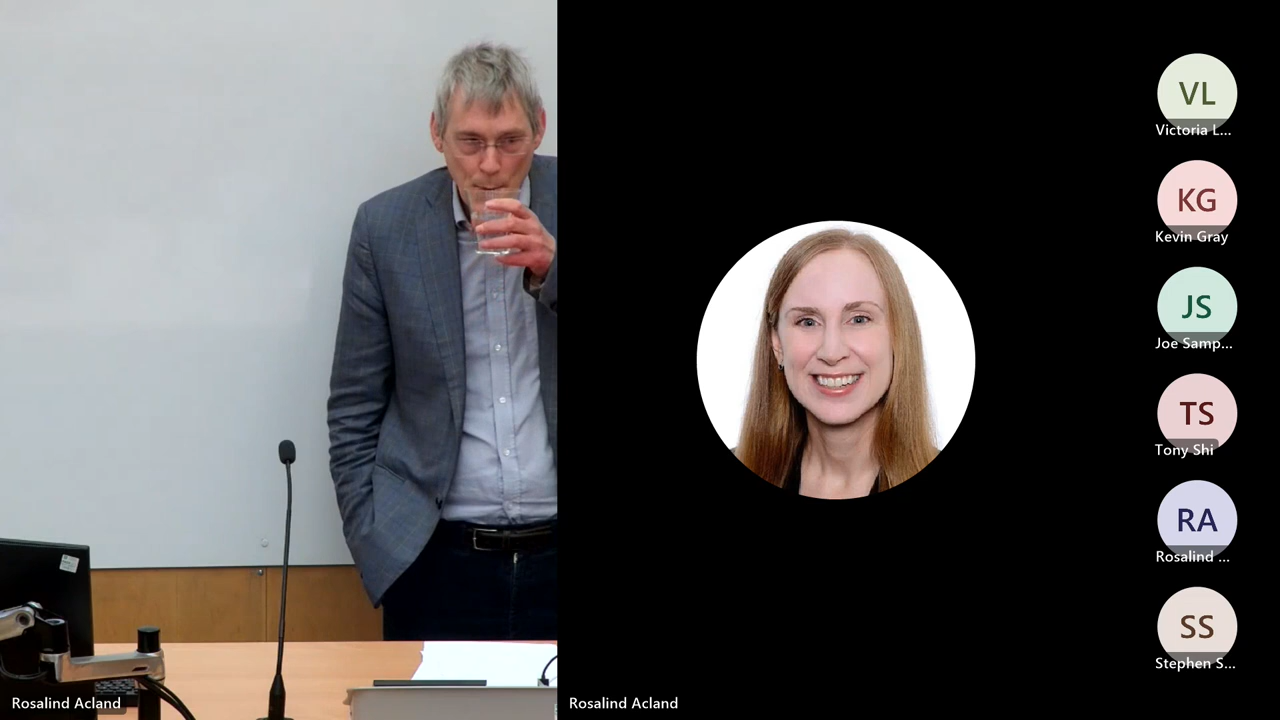 VL
Victoria L...
KG
Kevin Gray
JS
Joe Samp...
TS
Tony Shi
RA
Rosalind ...
SS
Stephen S...
Rosalind Acland
Rosalind Acland